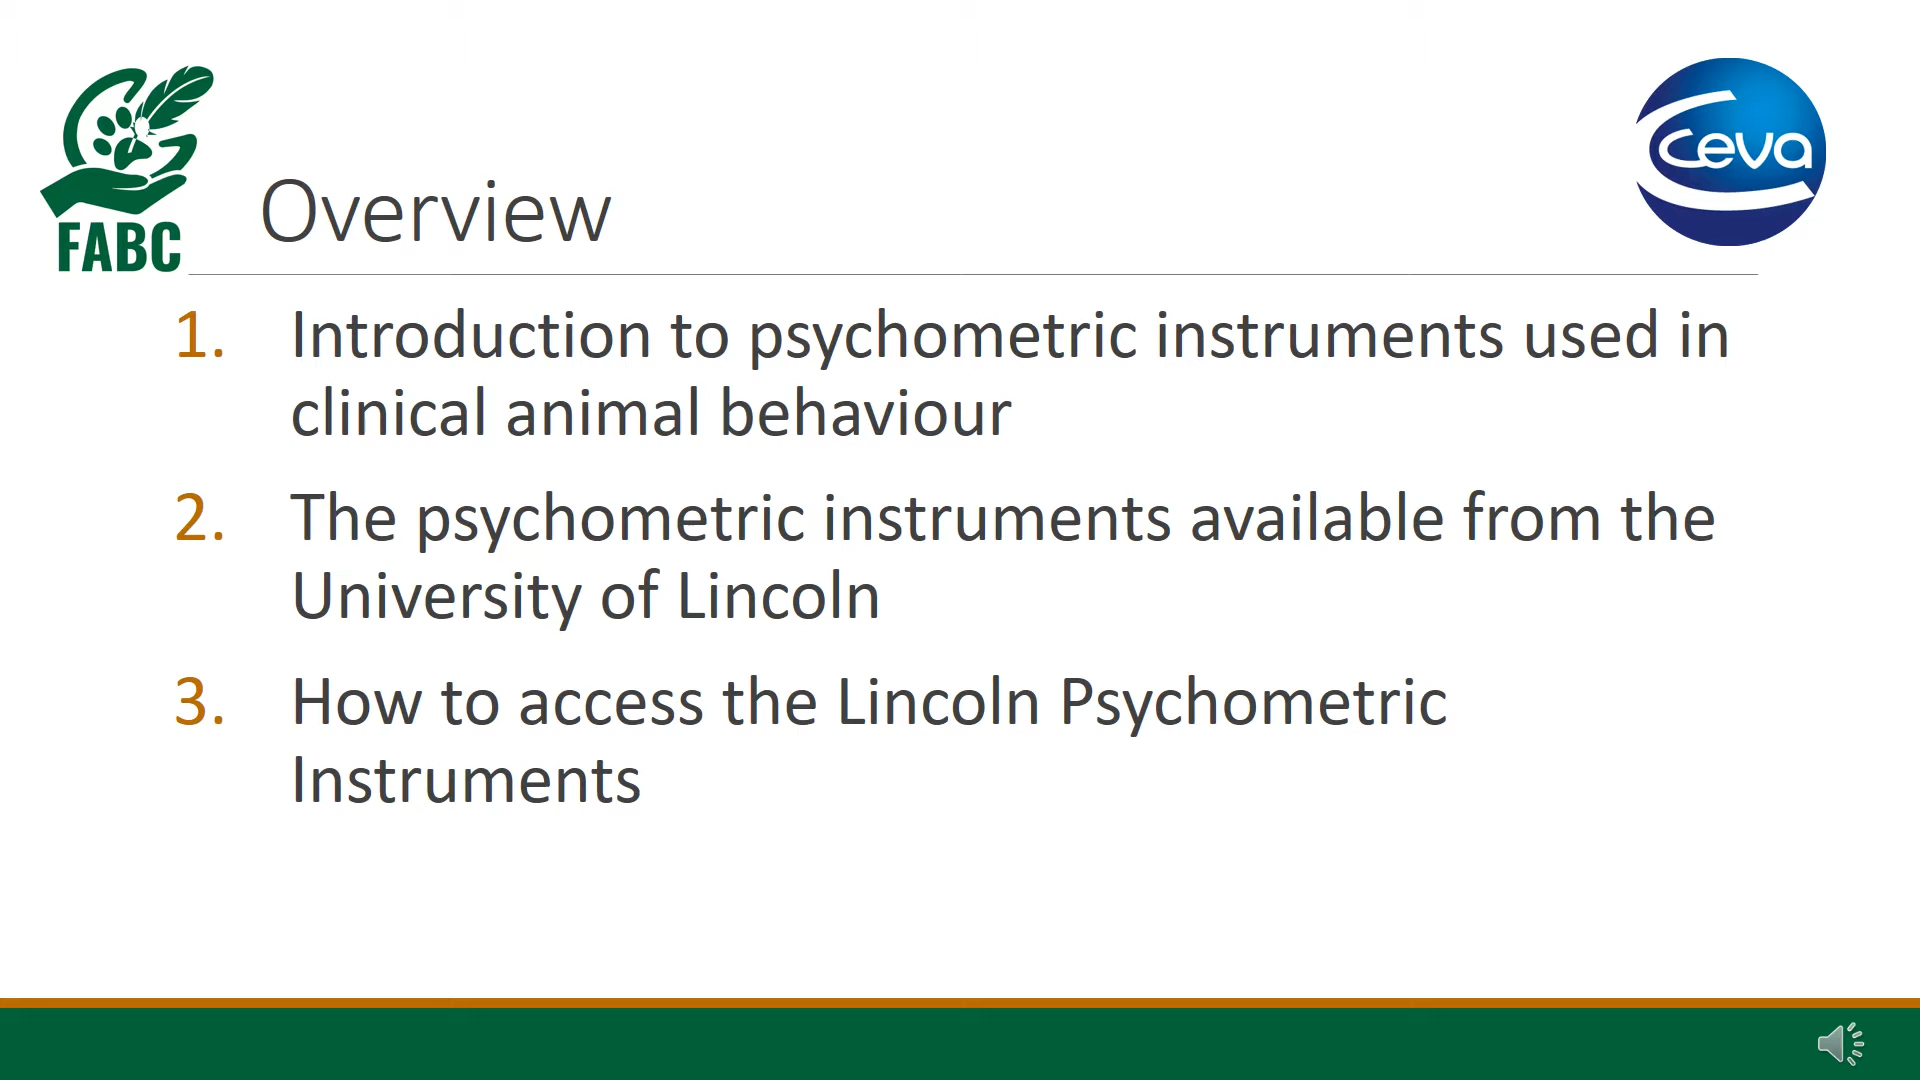 FABC
ceva
Overview
1. Introduction to psychometric instruments used in
clinical animal behaviour
2. The psychometric instruments available from the
University of Lincoln
3. How to access the Lincoln Psychometric
Instruments